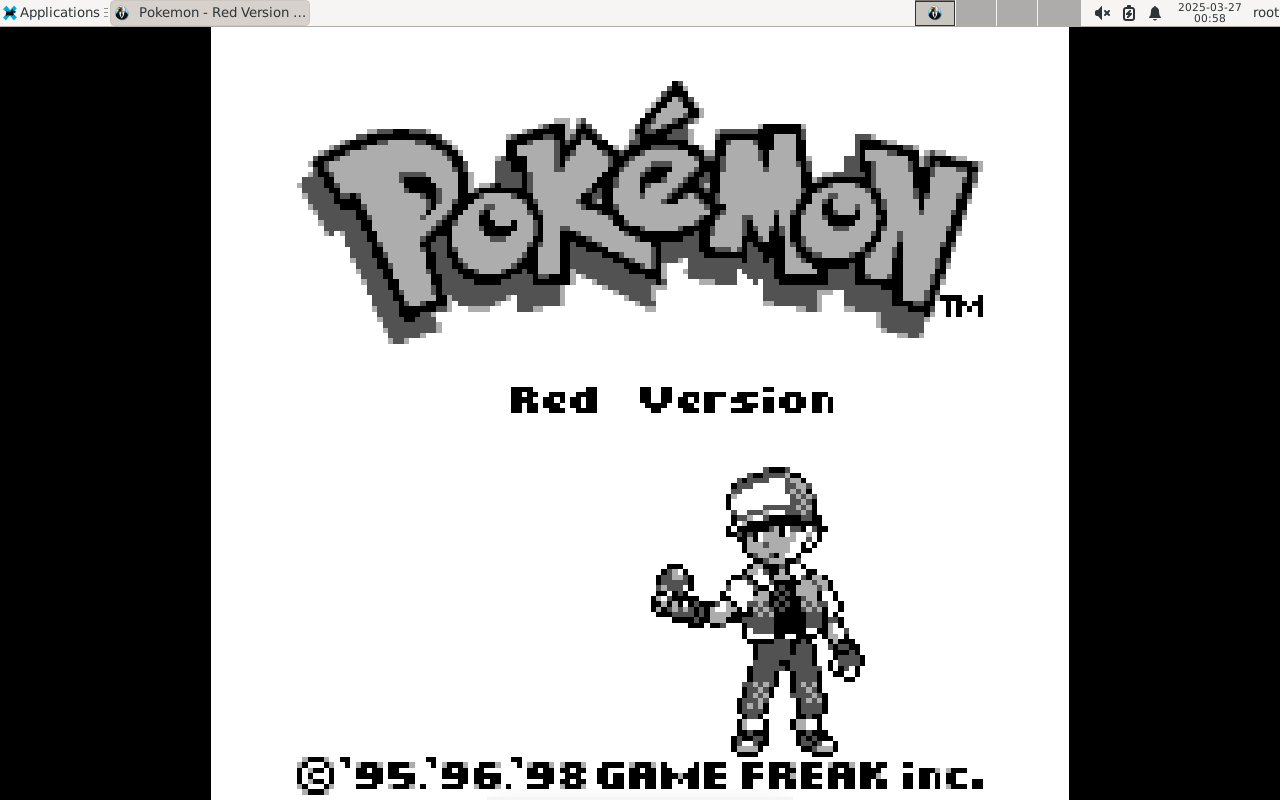 Applications
Pokemon - Red Version ...
2025-03-27
00:58
root
POKéMON
TM
Red Version
©'95.'96.'98 GAME FREAK inc.